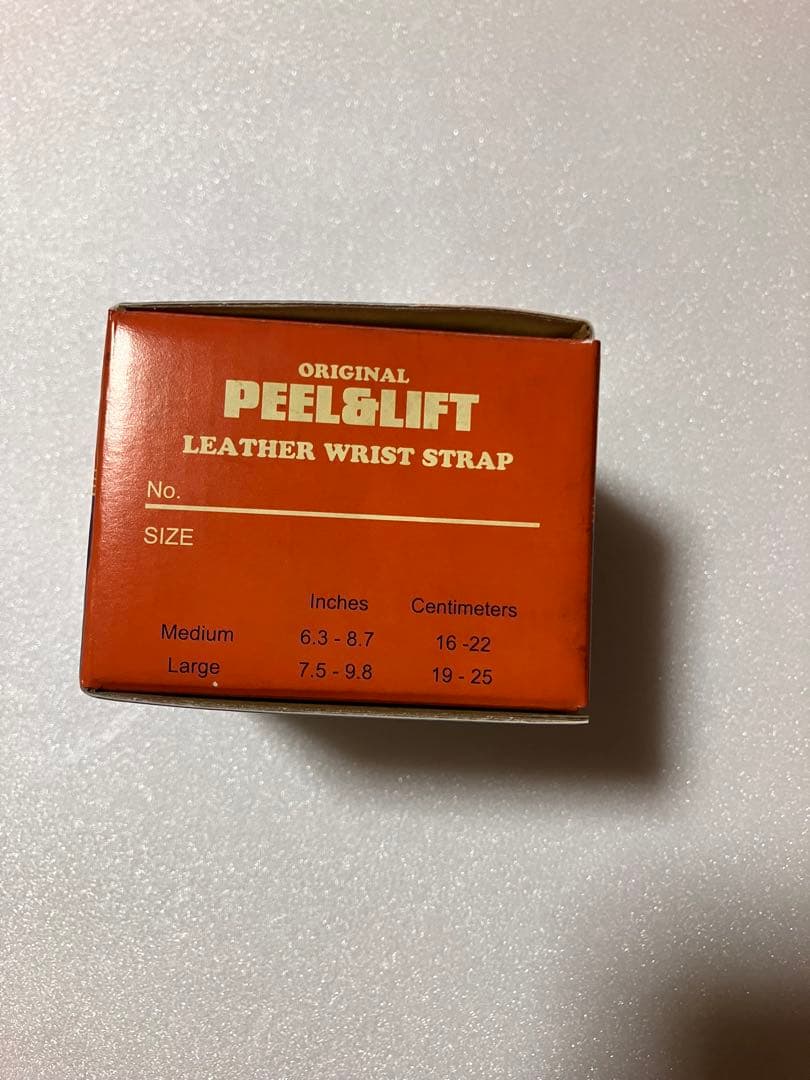 ORIGINAL
PEEL&LIFT
LEATHER WRIST STRAP
No.
SIZE
Inches Centimeters
Medium 6.3 - 8.7 16 -22
Large 7.5 - 9.8 19 - 25